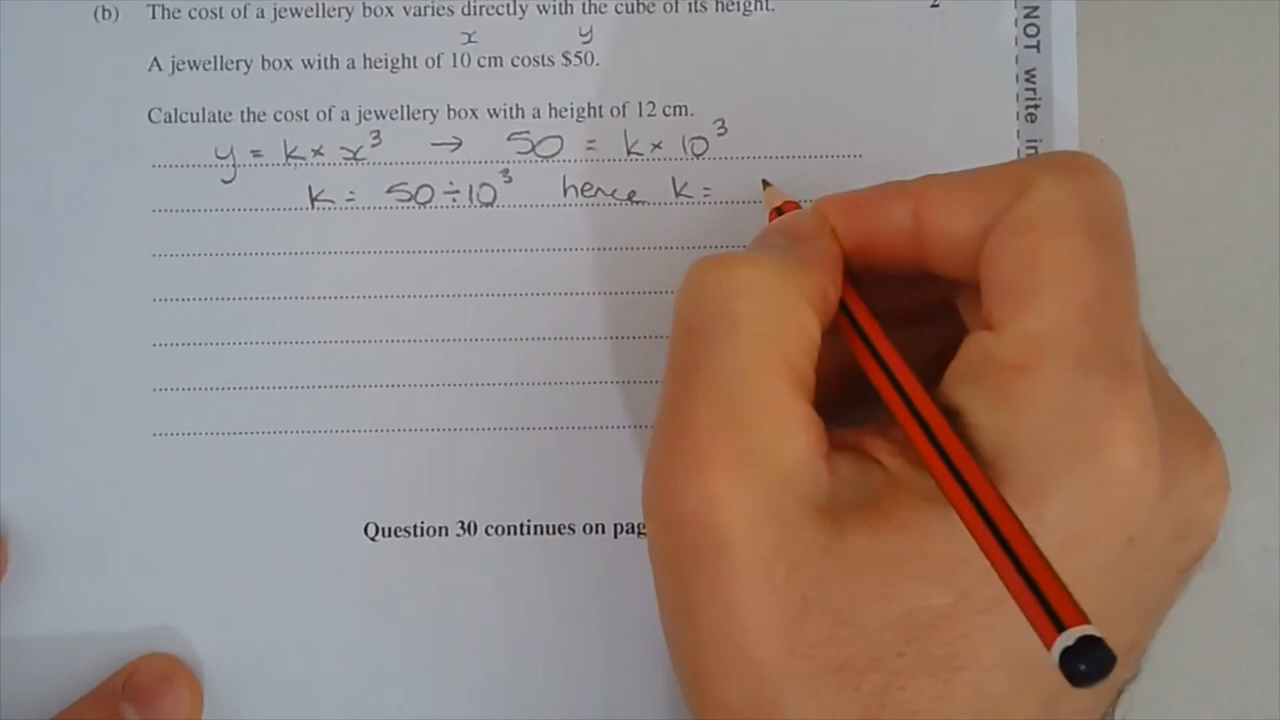 (b) The cost of a jewellery box varies directly with the cube of its height. 2
x y
A jewellery box with a height of 10 cm costs $50.
Calculate the cost of a jewellery box with a height of 12 cm.
y = k × x³ → 50 = k × 10³
k = 50 ÷ 10³ hence k =
Question 30 continues on
NOT write in